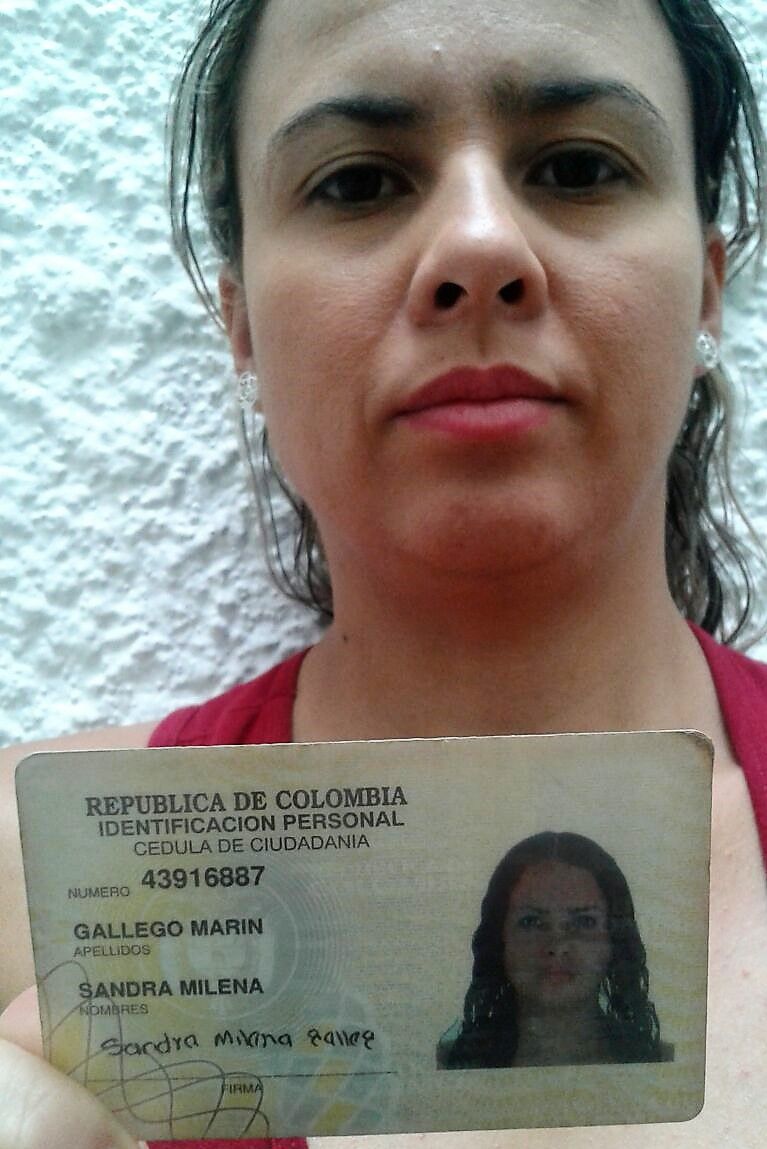 REPUBLICA DE COLOMBIA
IDENTIFICACION PERSONAL
CEDULA DE CIUDADANIA
NUMERO 43916887
GALLEGO MARIN
APELLIDOS
SANDRA MILENA
NOMBRES
Sandra Milena Galleg
FIRMA